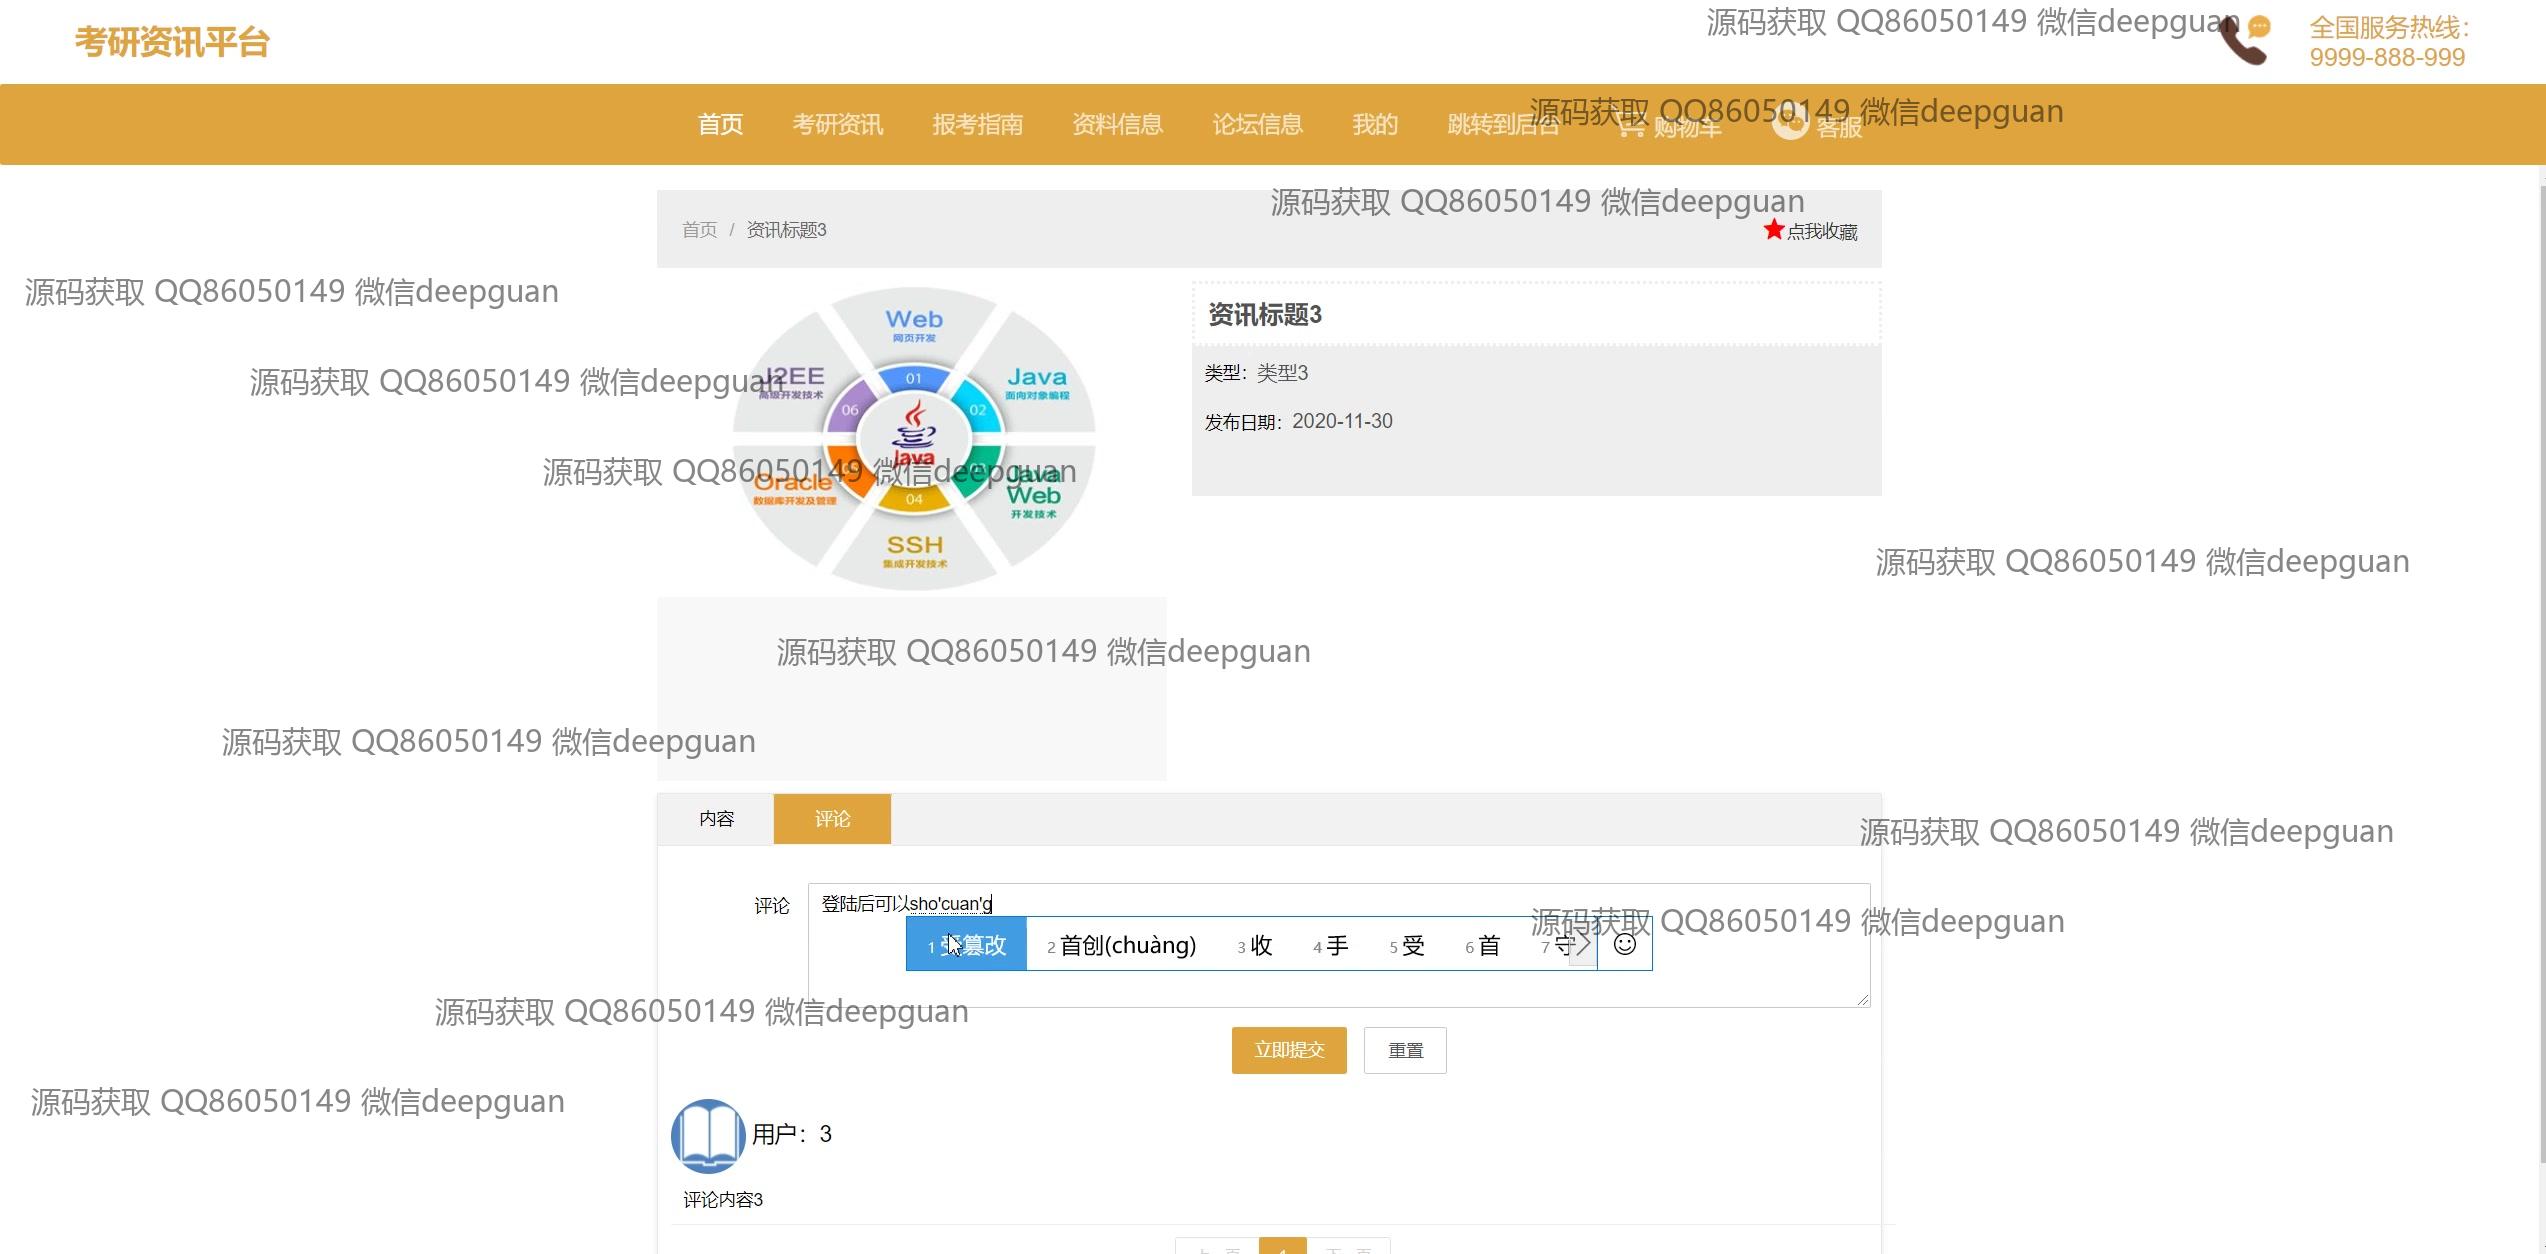 考研资讯平台
源码获取 QQ86050149 微信deepguan
全国服务热线:
9999-888-999
首页 考研资讯 报考指南 资料信息 论坛信息 我的 跳转到后台 购物车 客服
源码获取 QQ86050149 微信deepguan
源码获取 QQ86050149 微信deepguan
首页 / 资讯标题3
点我收藏
源码获取 QQ86050149 微信deepguan
资讯标题3
类型: 类型3
发布日期: 2020-11-30
Web
网页开发
J2EE
高级开发技术
Java
面向对象编程
01
02
06
源码获取 QQ86050149 微信deepguan
Java
源码获取 QQ86050149 微信deepguan
Oracle
数据库开发及管理
Java
Web
开发技术
04
SSH
集成开发技术
源码获取 QQ86050149 微信deepguan
源码获取 QQ86050149 微信deepguan
源码获取 QQ86050149 微信deepguan
内容 评论
源码获取 QQ86050149 微信deepguan
评论
登陆后可以sho'cuan'g
1 受篡改 2 首创(chuàng) 3 收 4 手 5 受 6 首 7 守
源码获取 QQ86050149 微信deepguan
源码获取 QQ86050149 微信deepguan
立即提交 重置
源码获取 QQ86050149 微信deepguan
用户: 3
评论内容3